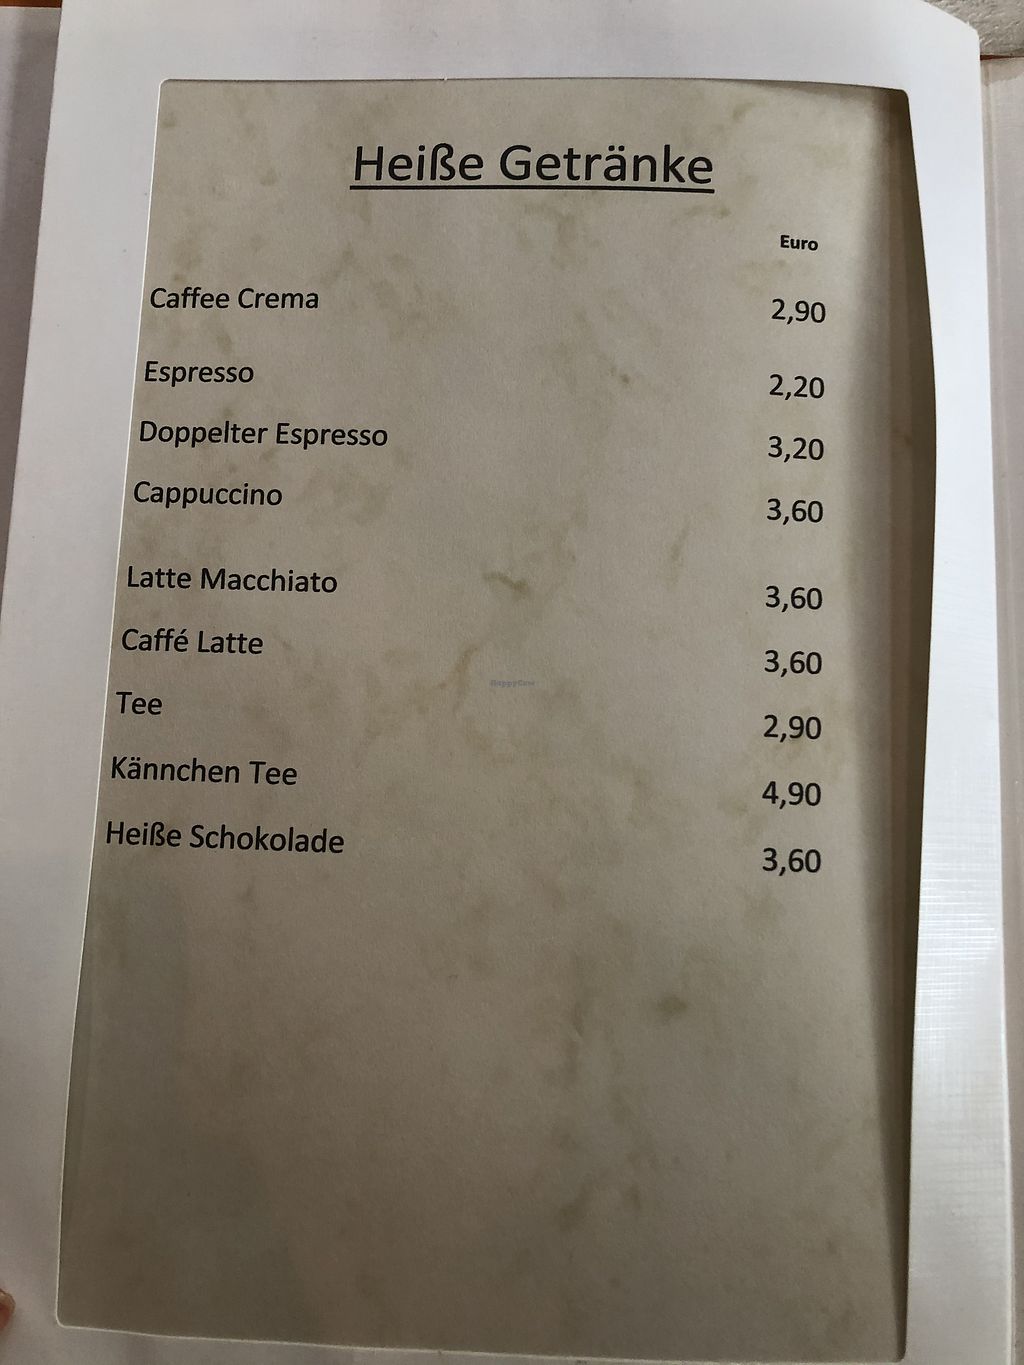 Heiße Getränke
Euro
Caffee Crema 2,90
Espresso 2,20
Doppelter Espresso 3,20
Cappuccino 3,60
Latte Macchiato 3,60
Caffé Latte 3,60
HappyCow
Tee 2,90
Kännchen Tee 4,90
Heiße Schokolade 3,60